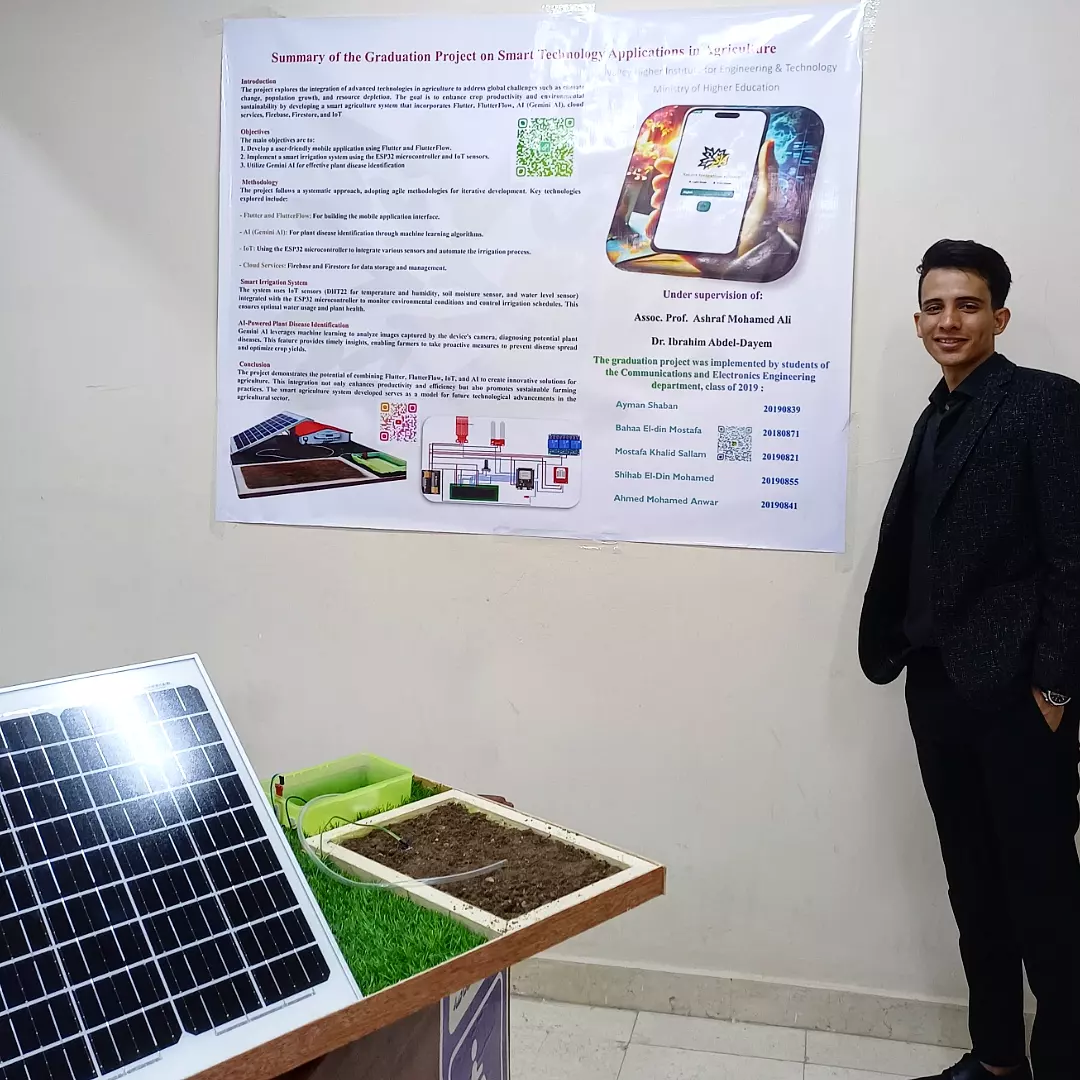 Summary of the Graduation Project on Smart Technology Applications in Agriculture
Valley Higher Institute for Engineering & Technology
Ministry of Higher Education
Introduction
The project explores the integration of advanced technologies in agriculture to address global challenges such as climate
change, population growth, and resource depletion. The goal is to enhance crop productivity and environmental
sustainability by developing a smart agriculture system that incorporates Flutter, FlutterFlow, AI (Gemini AI), cloud
services, Firebase, Firestore, and IoT
Objectives
The main objectives are to:
1. Develop a user-friendly mobile application using Flutter and FlutterFlow.
2. Implement a smart irrigation system using the ESP32 microcontroller and IoT sensors.
3. Utilize Gemini AI for effective plant disease identification
Methodology
The project follows a systematic approach, adopting agile methodologies for iterative development. Key technologies
explored include:
- Flutter and FlutterFlow: For building the mobile application interface.
- AI (Gemini AI): For plant disease identification through machine learning algorithms.
- IoT: Using the ESP32 microcontroller to integrate various sensors and automate the irrigation process.
- Cloud Services: Firebase and Firestore for data storage and management.
Smart Irrigation System
The system uses IoT sensors (DHT22 for temperature and humidity, soil moisture sensor, and water level sensor)
integrated with the ESP32 microcontroller to monitor environmental conditions and control irrigation schedules. This
ensures optimal water usage and plant health.
AI-Powered Plant Disease Identification
Gemini AI leverages machine learning to analyze images captured by the device's camera, diagnosing potential plant
diseases. This feature provides timely insights, enabling farmers to take proactive measures to prevent disease spread
and optimize crop yields.
Conclusion
The project demonstrates the potential of combining Flutter, FlutterFlow, IoT, and AI to create innovative solutions for
agriculture. This integration not only enhances productivity and efficiency but also promotes sustainable farming
practices. The smart agriculture system developed serves as a model for future technological advancements in the
agricultural sector.
Under supervision of:
Assoc. Prof. Ashraf Mohamed Ali
Dr. Ibrahim Abdel-Dayem
The graduation project was implemented by students of
the Communications and Electronics Engineering
department, class of 2019 :
Ayman Shaban 20190839
Bahaa El-din Mostafa 20180871
Mostafa Khalid Sallam 20190821
Shihab El-Din Mohamed 20190855
Ahmed Mohamed Anwar 20190841